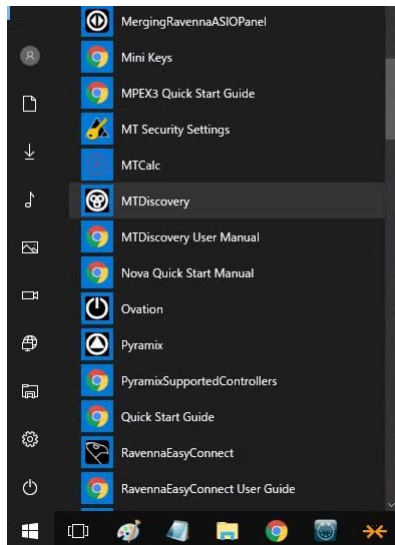 MergingRavennaASIOPanel
Mini Keys
MPEX3 Quick Start Guide
MT Security Settings
MTCalc
MTDiscovery
MTDiscovery User Manual
Nova Quick Start Manual
Ovation
Pyramix
PyramixSupportedControllers
Quick Start Guide
RavennaEasyConnect
RavennaEasyConnect User Guide